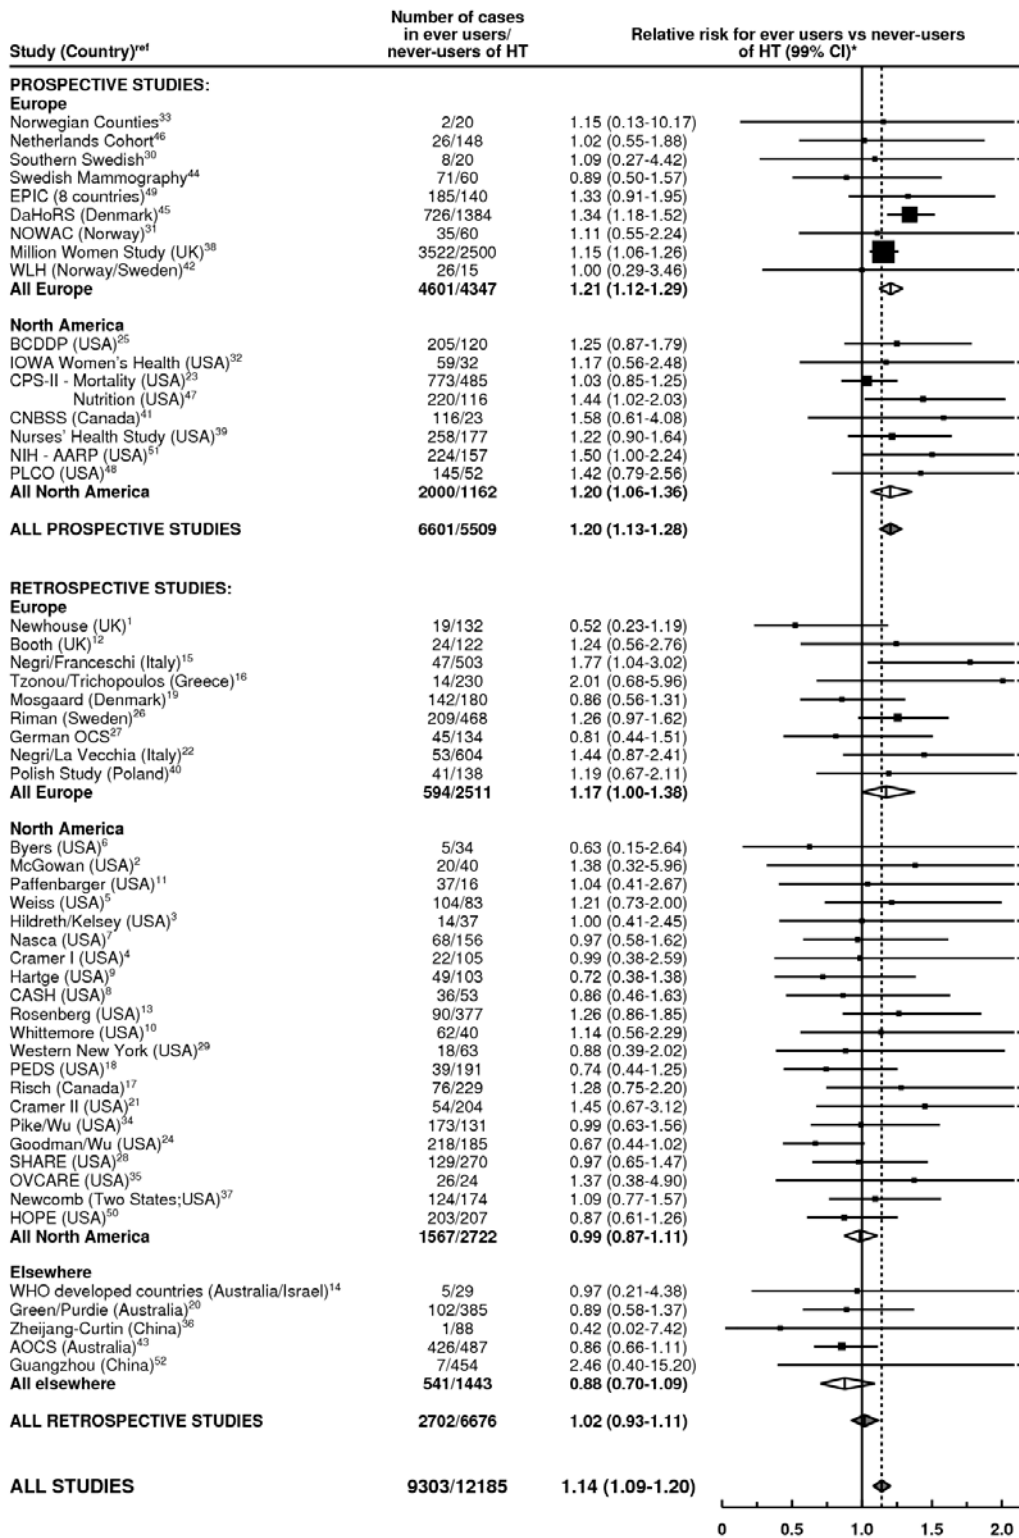 Study (Country)ref
Number of cases
in ever users/
never-users of HT
Relative risk for ever users vs never-users
of HT (99% CI)*
PROSPECTIVE STUDIES:
Europe
Norwegian Counties33 2/20 1.15 (0.13-10.17)
Netherlands Cohort46 26/148 1.02 (0.55-1.88)
Southern Swedish30 8/20 1.09 (0.27-4.42)
Swedish Mammography44 71/60 0.89 (0.50-1.57)
EPIC (8 countries)49 185/140 1.33 (0.91-1.95)
DaHoRS (Denmark)45 726/1384 1.34 (1.18-1.52)
NOWAC (Norway)31 35/60 1.11 (0.55-2.24)
Million Women Study (UK)38 3522/2500 1.15 (1.06-1.26)
WLH (Norway/Sweden)42 26/15 1.00 (0.29-3.46)
All Europe 4601/4347 1.21 (1.12-1.29)
North America
BCDDP (USA)25 205/120 1.25 (0.87-1.79)
IOWA Women's Health (USA)32 59/32 1.17 (0.56-2.48)
CPS-II - Mortality (USA)23 773/485 1.03 (0.85-1.25)
Nutrition (USA)47 220/116 1.44 (1.02-2.03)
CNBSS (Canada)41 116/23 1.58 (0.61-4.08)
Nurses' Health Study (USA)39 258/177 1.22 (0.90-1.64)
NIH - AARP (USA)51 224/157 1.50 (1.00-2.24)
PLCO (USA)48 145/52 1.42 (0.79-2.56)
All North America 2000/1162 1.20 (1.06-1.36)
ALL PROSPECTIVE STUDIES 6601/5509 1.20 (1.13-1.28)
RETROSPECTIVE STUDIES:
Europe
Newhouse (UK)1 19/132 0.52 (0.23-1.19)
Booth (UK)12 24/122 1.24 (0.56-2.76)
Negri/Franceschi (Italy)15 47/503 1.77 (1.04-3.02)
Tzonou/Trichopoulos (Greece)16 14/230 2.01 (0.68-5.96)
Mosgaard (Denmark)19 142/180 0.86 (0.56-1.31)
Riman (Sweden)26 209/468 1.26 (0.97-1.62)
German OCS27 45/134 0.81 (0.44-1.51)
Negri/La Vecchia (Italy)22 53/604 1.44 (0.87-2.41)
Polish Study (Poland)40 41/138 1.19 (0.67-2.11)
All Europe 594/2511 1.17 (1.00-1.38)
North America
Byers (USA)6 5/34 0.63 (0.15-2.64)
McGowan (USA)2 20/40 1.38 (0.32-5.96)
Paffenbarger (USA)11 37/16 1.04 (0.41-2.67)
Weiss (USA)5 104/83 1.21 (0.73-2.00)
Hildreth/Kelsey (USA)3 14/37 1.00 (0.41-2.45)
Nasca (USA)7 68/156 0.97 (0.58-1.62)
Cramer I (USA)4 22/105 0.99 (0.38-2.59)
Hartge (USA)9 49/103 0.72 (0.38-1.38)
CASH (USA)8 36/53 0.86 (0.46-1.63)
Rosenberg (USA)13 90/377 1.26 (0.86-1.85)
Whittemore (USA)10 62/40 1.14 (0.56-2.29)
Western New York (USA)29 18/63 0.88 (0.39-2.02)
PEDS (USA)18 39/191 0.74 (0.44-1.25)
Risch (Canada)17 76/229 1.28 (0.75-2.20)
Cramer II (USA)21 54/204 1.45 (0.67-3.12)
Pike/Wu (USA)34 173/131 0.99 (0.63-1.56)
Goodman/Wu (USA)24 218/185 0.67 (0.44-1.02)
SHARE (USA)28 129/270 0.97 (0.65-1.47)
OVCARE (USA)35 26/24 1.37 (0.38-4.90)
Newcomb (Two States;USA)37 124/174 1.09 (0.77-1.57)
HOPE (USA)50 203/207 0.87 (0.61-1.26)
All North America 1567/2722 0.99 (0.87-1.11)
Elsewhere
WHO developed countries (Australia/Israel)14 5/29 0.97 (0.21-4.38)
Green/Purdie (Australia)20 102/385 0.89 (0.58-1.37)
Zheijang-Curtin (China)36 1/88 0.42 (0.02-7.42)
AOCS (Australia)43 426/487 0.86 (0.66-1.11)
Guangzhou (China)52 7/454 2.46 (0.40-15.20)
All elsewhere 541/1443 0.88 (0.70-1.09)
ALL RETROSPECTIVE STUDIES 2702/6676 1.02 (0.93-1.11)
ALL STUDIES 9303/12185 1.14 (1.09-1.20)
0 0.5 1.0 1.5 2.0